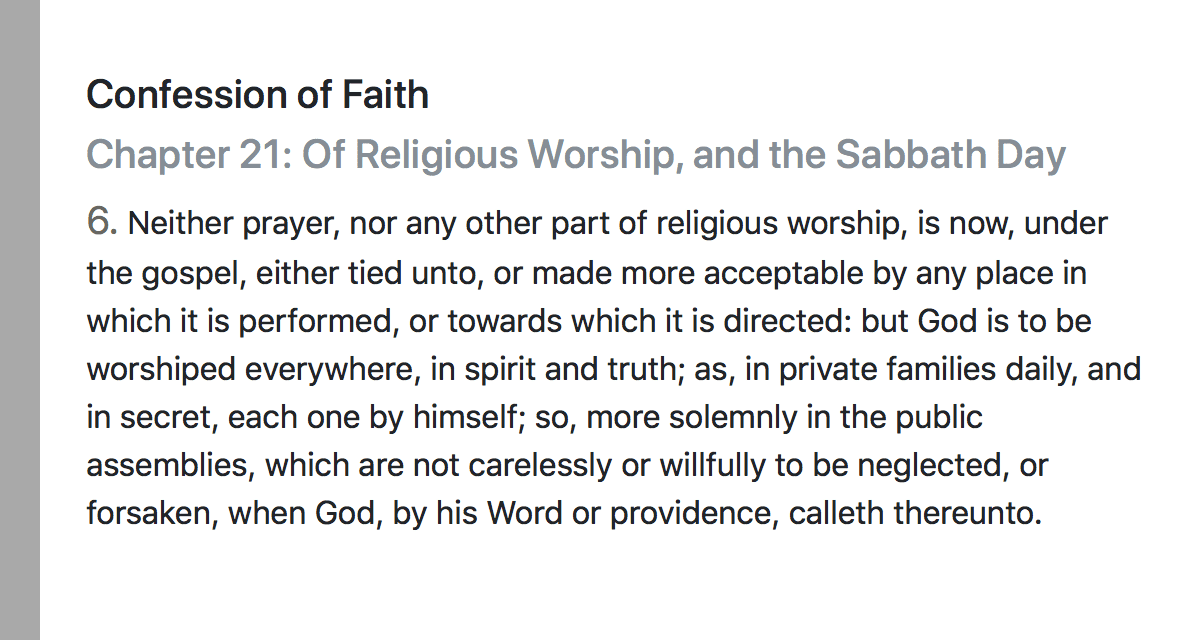 Confession of Faith
Chapter 21: Of Religious Worship, and the Sabbath Day
6. Neither prayer, nor any other part of religious worship, is now, under
the gospel, either tied unto, or made more acceptable by any place in
which it is performed, or towards which it is directed: but God is to be
worshiped everywhere, in spirit and truth; as, in private families daily, and
in secret, each one by himself; so, more solemnly in the public
assemblies, which are not carelessly or willfully to be neglected, or
forsaken, when God, by his Word or providence, calleth thereunto.